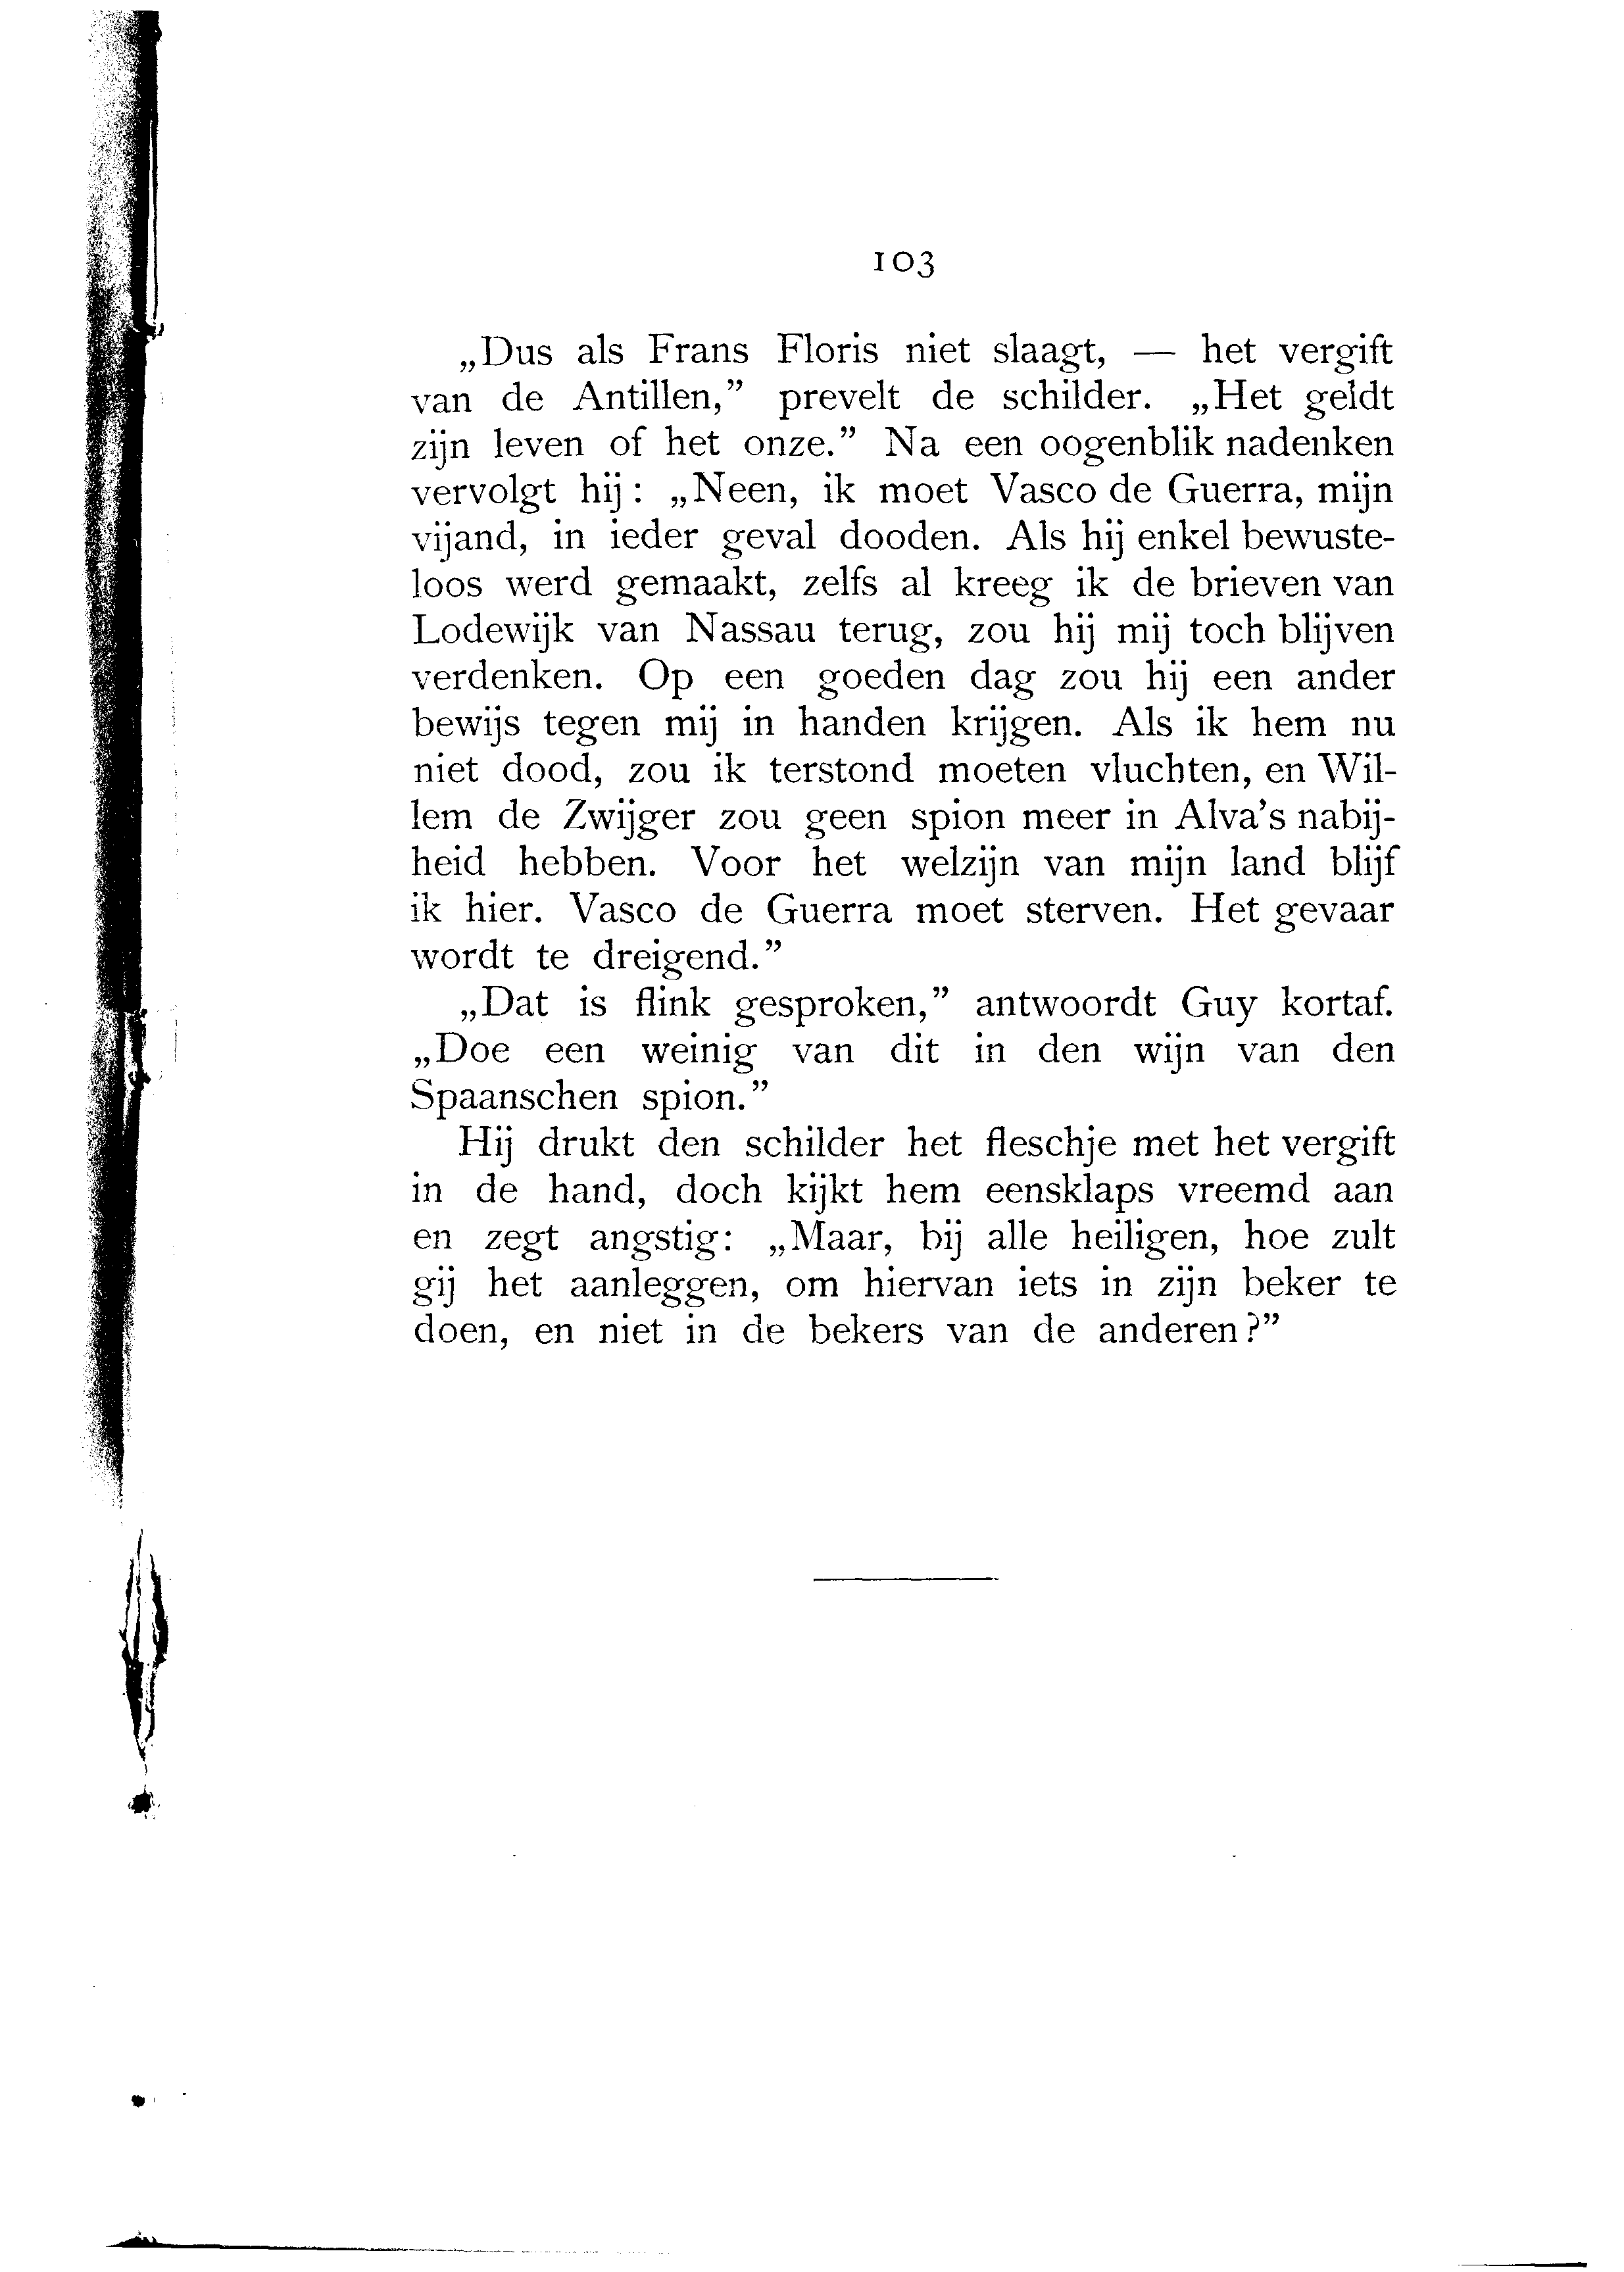 103
„Dus als Frans Floris niet slaagt, — het vergift
van de Antillen,” prevelt de schilder. „Het geldt
zijn leven of het onze.” Na een oogenblik nadenken
vervolgt hij: „Neen, ik moet Vasco de Guerra, mijn
vijand, in ieder geval dooden. Als hij enkel bewuste-
loos werd gemaakt, zelfs al kreeg ik de brieven van
Lodewijk van Nassau terug, zou hij mij toch blijven
verdenken. Op een goeden dag zou hij een ander
bewijs tegen mij in handen krijgen. Als ik hem nu
niet dood, zou ik terstond moeten vluchten, en Wil-
lem de Zwijger zou geen spion meer in Alva's nabij-
heid hebben. Voor het welzijn van mijn land blijf
ik hier. Vasco de Guerra moet sterven. Het gevaar
wordt te dreigend.”
„Dat is flink gesproken,” antwoordt Guy kortaf.
„Doe een weinig van dit in den wijn van den
Spaanschen spion.”
Hij drukt den schilder het fleschje met het vergift
in de hand, doch kijkt hem eensklaps vreemd aan
en zegt angstig: „Maar, bij alle heiligen, hoe zult
gij het aanleggen, om hiervan iets in zijn beker te
doen, en niet in de bekers van de anderen?”